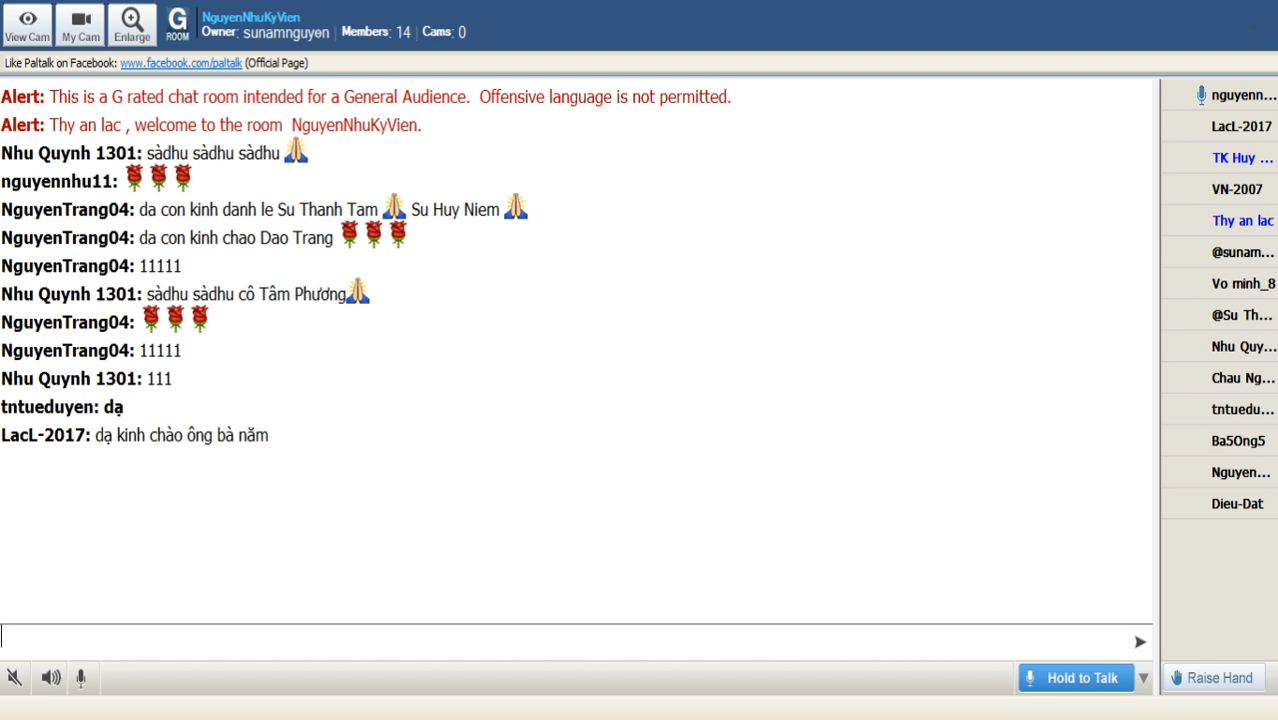 NguyenNhuKyVien
View Cam My Cam Enlarge G ROOM Owner: sunamnguyen | Members: 14 | Cams: 0
Like Paltalk on Facebook: www.facebook.com/paltalk (Official Page)
Alert: This is a G rated chat room intended for a General Audience. Offensive language is not permitted.
Alert: Thy an lac , welcome to the room NguyenNhuKyVien.
Nhu Quynh 1301: sàdhu sàdhu sàdhu
nguyennhu11:
NguyenTrang04: da con kinh danh le Su Thanh Tam Su Huy Niem
NguyenTrang04: da con kinh chao Dao Trang
NguyenTrang04: 11111
Nhu Quynh 1301: sàdhu sàdhu cô Tâm Phương
NguyenTrang04:
NguyenTrang04: 11111
Nhu Quynh 1301: 111
tntueduyen: dạ
LacL-2017: dạ kinh chào ông bà năm
nguyenn...
LacL-2017
TK Huy ...
VN-2007
Thy an lac
@sunam...
Vo minh_8
@Su Th...
Nhu Quy...
Chau Ng...
tntuedu...
Ba5Ong5
Nguyen...
Dieu-Dat
Hold to Talk
Raise Hand